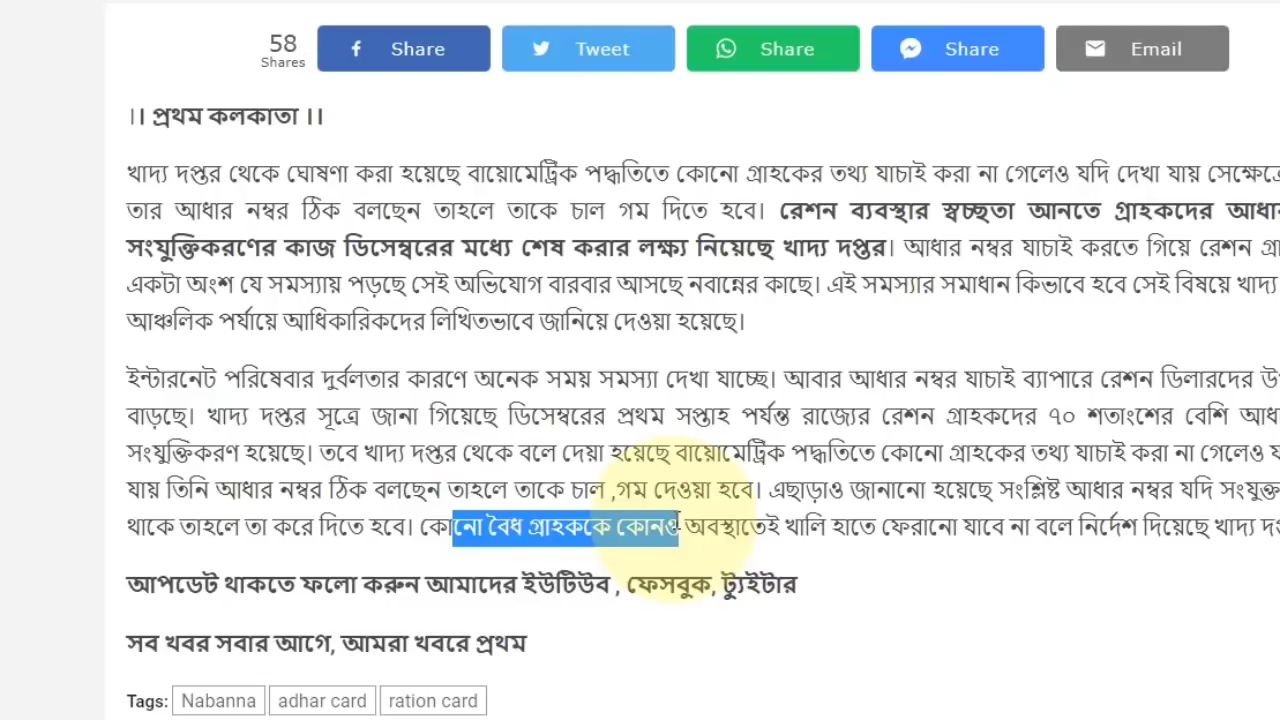 58
Shares
Share
Tweet
Share
Share
Email
।। প্রথম কলকাতা ।।
খাদ্য দপ্তর থেকে ঘোষণা করা হয়েছে বায়োমেট্রিক পদ্ধতিতে কোনো গ্রাহকের তথ্য যাচাই করা না গেলেও যদি দেখা যায় সেক্ষেত্রে
তার আধার নম্বর ঠিক বলছেন তাহলে তাকে চাল গম দিতে হবে। রেশন ব্যবস্থার স্বচ্ছতা আনতে গ্রাহকদের
সংযুক্তিকরণের কাজ ডিসেম্বরের মধ্যে শেষ করার লক্ষ্য নিয়েছে খাদ্য দপ্তর। আধার নম্বর যাচাই করতে গিয়ে রেশন
একটা অংশ যে সমস্যায় পড়ছে সেই অভিযোগ বারবার আসছে নবান্নের কাছে। এই সমস্যার সমাধান কিভাবে হবে সেই বিষয়ে খাদ্য
আঞ্চলিক পর্যায়ে আধিকারিকদের লিখিতভাবে জানিয়ে দেওয়া হয়েছে।
ইন্টারনেট পরিষেবার দুর্বলতার কারণে অনেক সময় সমস্যা দেখা যাচ্ছে। আবার আধার নম্বর যাচাই ব্যাপারে রেশন ডিলারদের
বাড়ছে। খাদ্য দপ্তর সূত্রে জানা গিয়েছে ডিসেম্বরের প্রথম সপ্তাহ পর্যন্ত রাজ্যের রেশন গ্রাহকদের ৭০ শতাংশের বেশি
সংযুক্তিকরণ হয়েছে। তবে খাদ্য দপ্তর থেকে বলে দেয়া হয়েছে বায়োমেট্রিক পদ্ধতিতে কোনো গ্রাহকের তথ্য যাচাই করা না গেলেও
যায় তিনি আধার নম্বর ঠিক বলছেন তাহলে তাকে চাল ,গম দেওয়া হবে। এছাড়াও জানানো হয়েছে সংশ্লিষ্ট আধার নম্বর যদি
থাকে তাহলে তা করে দিতে হবে। কোনো বৈধ গ্রাহককে কোনও অবস্থাতেই খালি হাতে ফেরানো যাবে না বলে নির্দেশ দিয়েছে খাদ্য
আপডেট থাকতে ফলো করুন আমাদের ইউটিউব , ফেসবুক, ট্যুইটার
সব খবর সবার আগে, আমরা খবরে প্রথম
Tags: Nabanna adhar card ration card